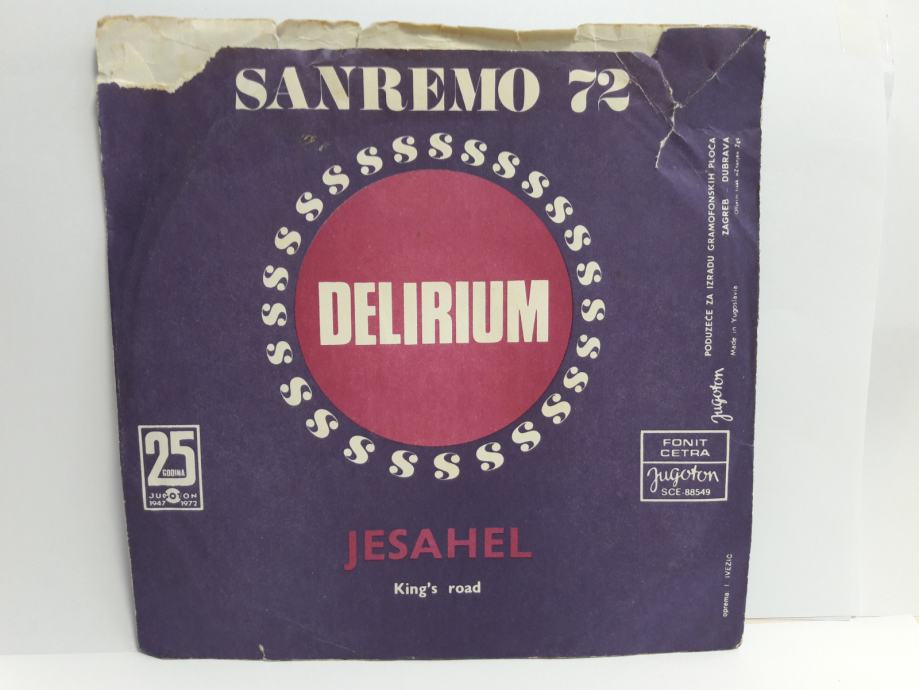 SANREMO 72
DELIRIUM
JESAHEL
King's road
25
GODINA
JUGOTON
1947 1972
FONIT
CETRA
Jugoton
SCE-88549
Jugoton
PODUZEĆE ZA IZRADU GRAMOFONSKIH PLOČA
ZAGREB - DUBRAVA
Made in Yugoslavia
oprema I. IVEZIĆ